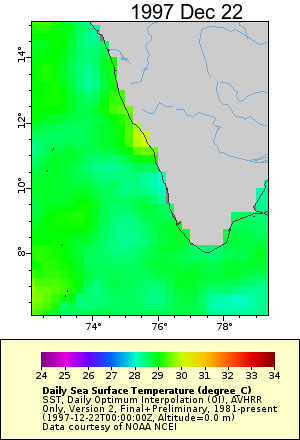 1997 Dec 22
14°
12°
10°
8°
74° 76° 78°
24 25 26 27 28 29 30 31 32 33 34
Daily Sea Surface Temperature (degree_C)
SST, Daily Optimum Interpolation (OI), AVHRR
Only, Version 2, Final+Preliminary, 1981-present
(1997-12-22T00:00:00Z, Altitude=0.0 m)
Data courtesy of NOAA NCEI